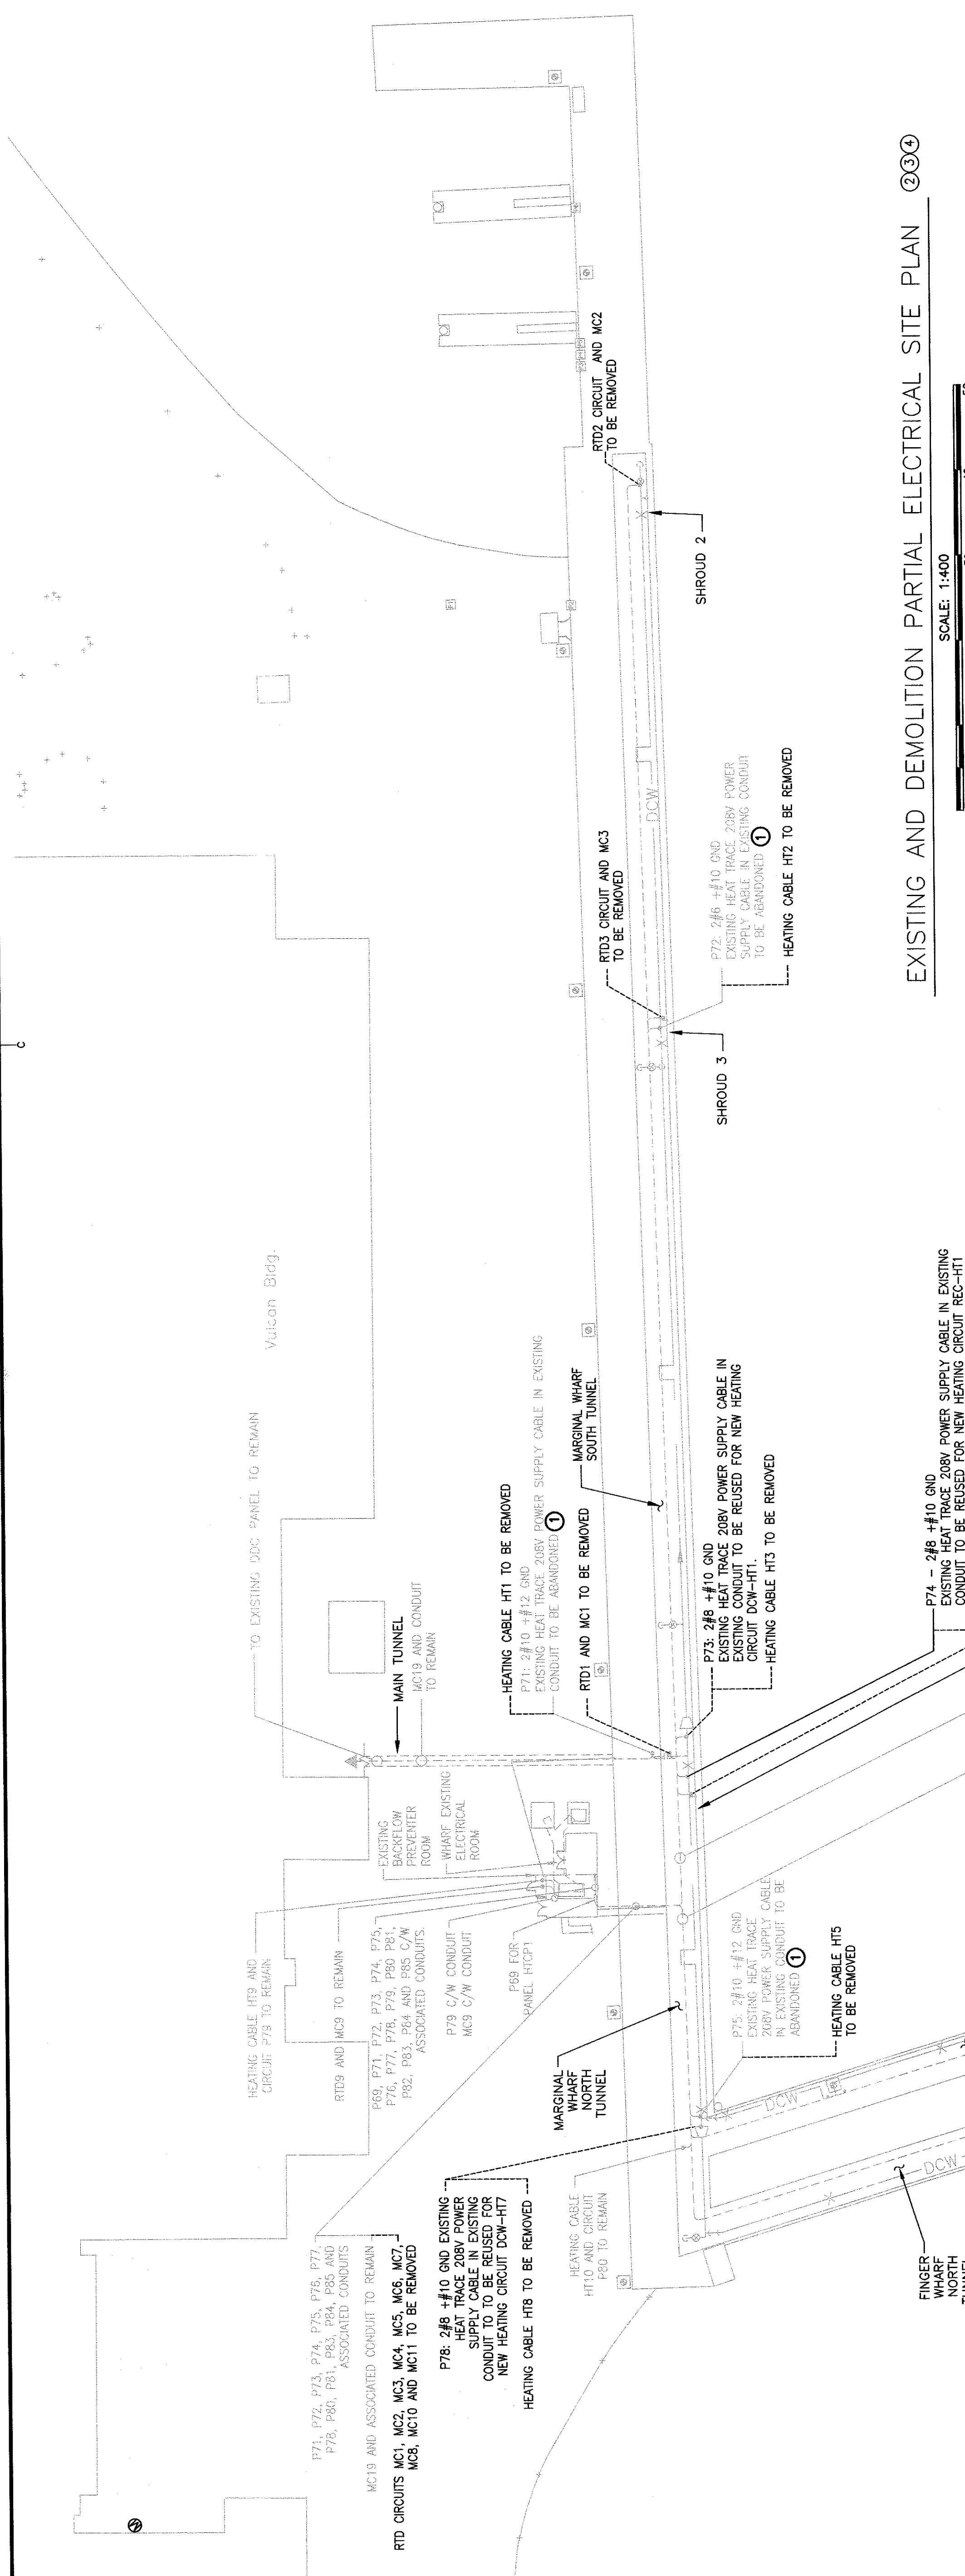 C
Vulcan Bldg.
TO EXISTING DDC PANEL TO REMAIN
MAIN TUNNEL
MC19 AND CONDUIT
TO REMAIN
EXISTING
BACKFLOW
PREVENTER
ROOM
WHARF EXISTING
ELECTRICAL
ROOM
HEATING CABLE HT9 AND
CIRCUIT P79 TO REMAIN
RTD9 AND MC9 TO REMAIN
P69, P71, P72, P73, P74, P75,
P76, P77, P78, P79, P80 P81,
P82, P83, P84 AND P85 C/W
ASSOCIATED CONDUITS.
P79 C/W CONDUIT
MC9 C/W CONDUIT
P69 FOR
PANEL HTCP1
P71, P72, P73, P74, P75, P76, P77,
P78, P80, P81, P83, P84, P85 AND
ASSOCIATED CONDUITS
MC19 AND ASSOCIATED CONDUIT TO REMAIN
RTD CIRCUITS MC1, MC2, MC3, MC4, MC5, MC6, MC7,
MC8, MC10 AND MC11 TO BE REMOVED
P78: 2#8 +#10 GND EXISTING
HEAT TRACE 208V POWER
SUPPLY CABLE IN EXISTING
CONDUIT TO TO BE REUSED FOR
NEW HEATING CIRCUIT DCW-HT7
HEATING CABLE HT8 TO BE REMOVED
HEATING CABLE
HT10 AND CIRCUIT
P80 TO REMAIN
MARGINAL
WHARF
NORTH
TUNNEL
P75: 2#10 +#12 GND
EXISTING HEAT TRACE
208V POWER SUPPLY CABLE
IN EXISTING CONDUIT TO BE
ABANDONED 1
HEATING CABLE HT5
TO BE REMOVED
DCW
DCW
FINGER
WHARF
NORTH
TUNNEL
HEATING CABLE HT1 TO BE REMOVED
P71: 2#10 +#12 GND
EXISTING HEAT TRACE 208V POWER SUPPLY CABLE IN EXISTING
CONDUIT TO BE ABANDONED 1
RTD1 AND MC1 TO BE REMOVED
MARGINAL WHARF
SOUTH TUNNEL
P73: 2#8 +#10 GND
EXISTING HEAT TRACE 208V POWER SUPPLY CABLE IN
EXISTING CONDUIT TO BE REUSED FOR NEW HEATING
CIRCUIT DCW-HT1.
HEATING CABLE HT3 TO BE REMOVED
P74 - 2#8 +#10 GND
EXISTING HEAT TRACE 208V POWER SUPPLY CABLE IN EXISTING
CONDUIT TO BE REUSED FOR NEW HEATING CIRCUIT REC-HT1
RTD3 CIRCUIT AND MC3
TO BE REMOVED
SHROUD 3
P72: 2#6 +#10 GND
EXISTING HEAT TRACE 208V POWER
SUPPLY CABLE IN EXISTING CONDUIT
TO BE ABANDONED 1
HEATING CABLE HT2 TO BE REMOVED
DCW
RTD2 CIRCUIT AND MC2
TO BE REMOVED
SHROUD 2
EXISTING AND DEMOLITION PARTIAL ELECTRICAL SITE PLAN 2 3 4
SCALE: 1:400